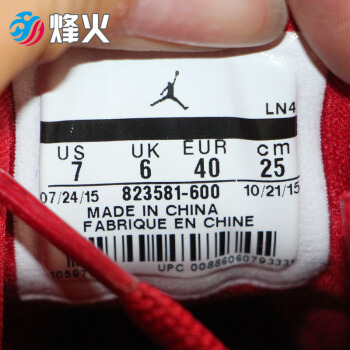 烽火
LN4
US UK EUR cm
7 6 40 25
07/24/15 823581-600 10/21/15
MADE IN CHINA
FABRIQUE EN CHINE
UPC